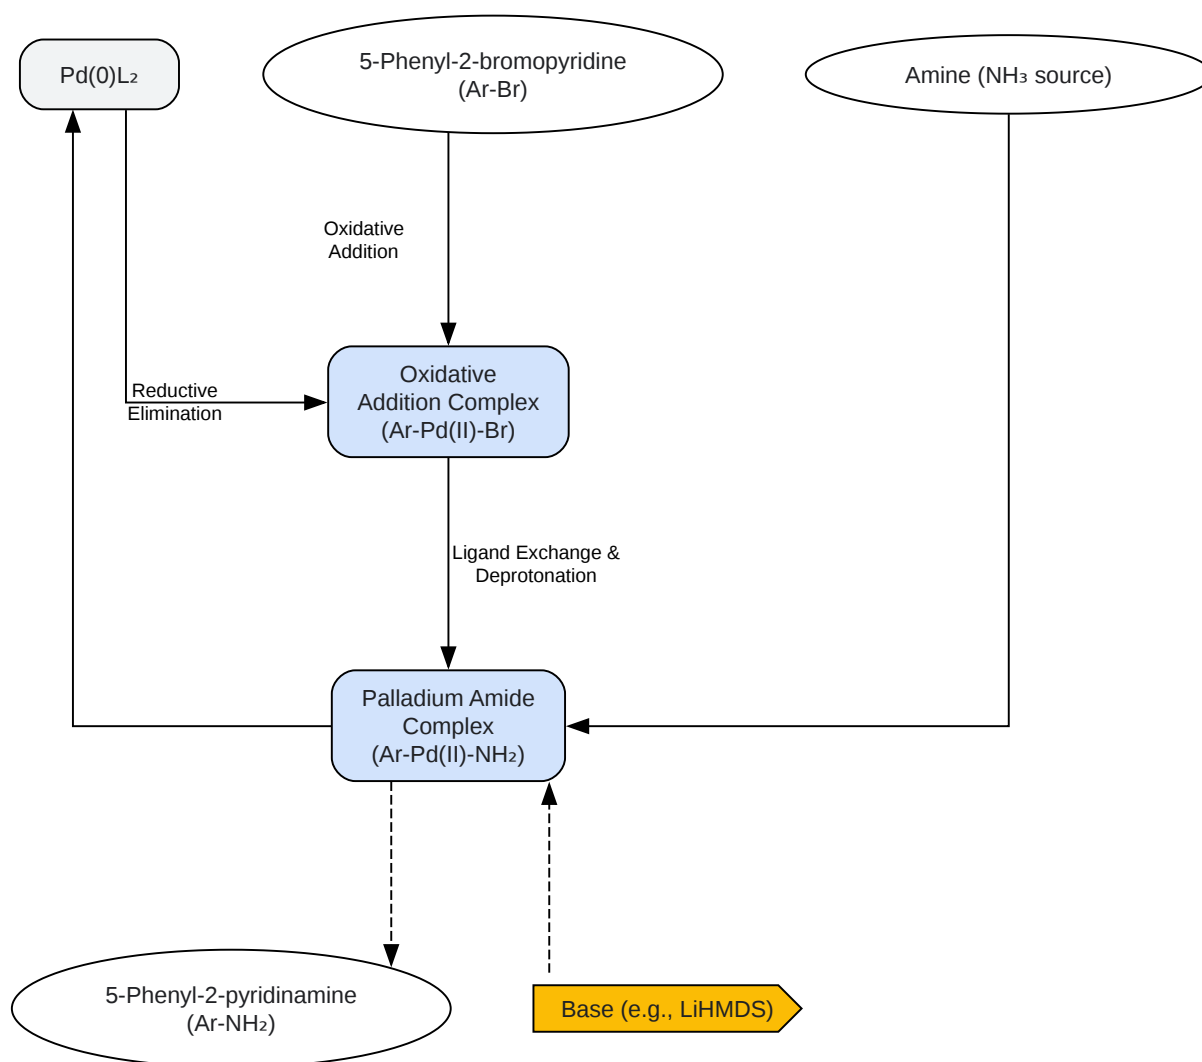 Pd(0)L₂
5-Phenyl-2-bromopyridine
(Ar-Br)
Amine (NH₃ source)
Oxidative
Addition
Oxidative
Addition Complex
(Ar-Pd(II)-Br)
Reductive
Elimination
Ligand Exchange &
Deprotonation
Palladium Amide
Complex
(Ar-Pd(II)-NH₂)
5-Phenyl-2-pyridinamine
(Ar-NH₂)
Base (e.g., LiHMDS)